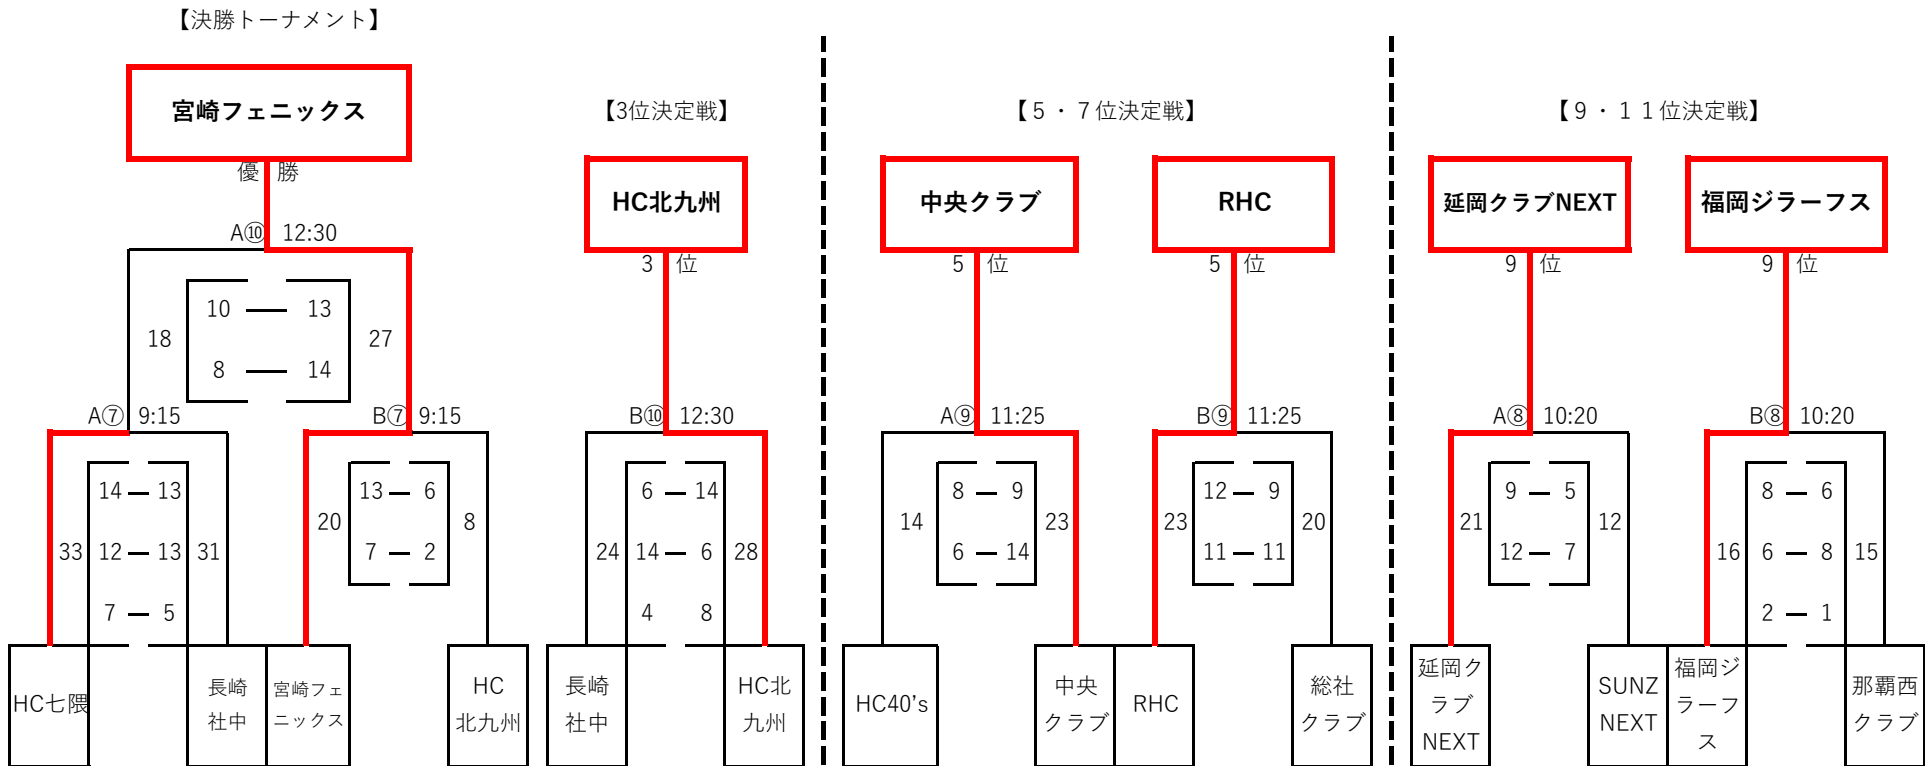 【決勝トーナメント】
宮崎フェニックス
【3位決定戦】
【５・７位決定戦】
【９・１１位決定戦】
優 勝
HC北九州
中央クラブ
RHC
延岡クラブNEXT
福岡ジラーフス
A⑩ 12:30
3 位
5 位
5 位
9 位
9 位
10 13
18 27
8 14
A⑦ 9:15
B⑦ 9:15
B⑩ 12:30
A⑨ 11:25
B⑨ 11:25
A⑧ 10:20
B⑧ 10:20
14 13
33 12 13 31
7 5
13 6
20 8
7 2
6 14
24 14 6 28
4 8
8 9
14 23
6 14
12 9
23 20
11 11
9 5
21 12
12 7
8 6
16 6 8 15
2 1
HC七隈
長崎
社中
宮崎フェ
ニックス
HC
北九州
長崎
社中
HC北
九州
HC40’s
中央
クラブ
RHC
総社
クラブ
延岡ク
ラブ
NEXT
SUNZ
NEXT
福岡ジ
ラーフ
ス
那覇西
クラブ